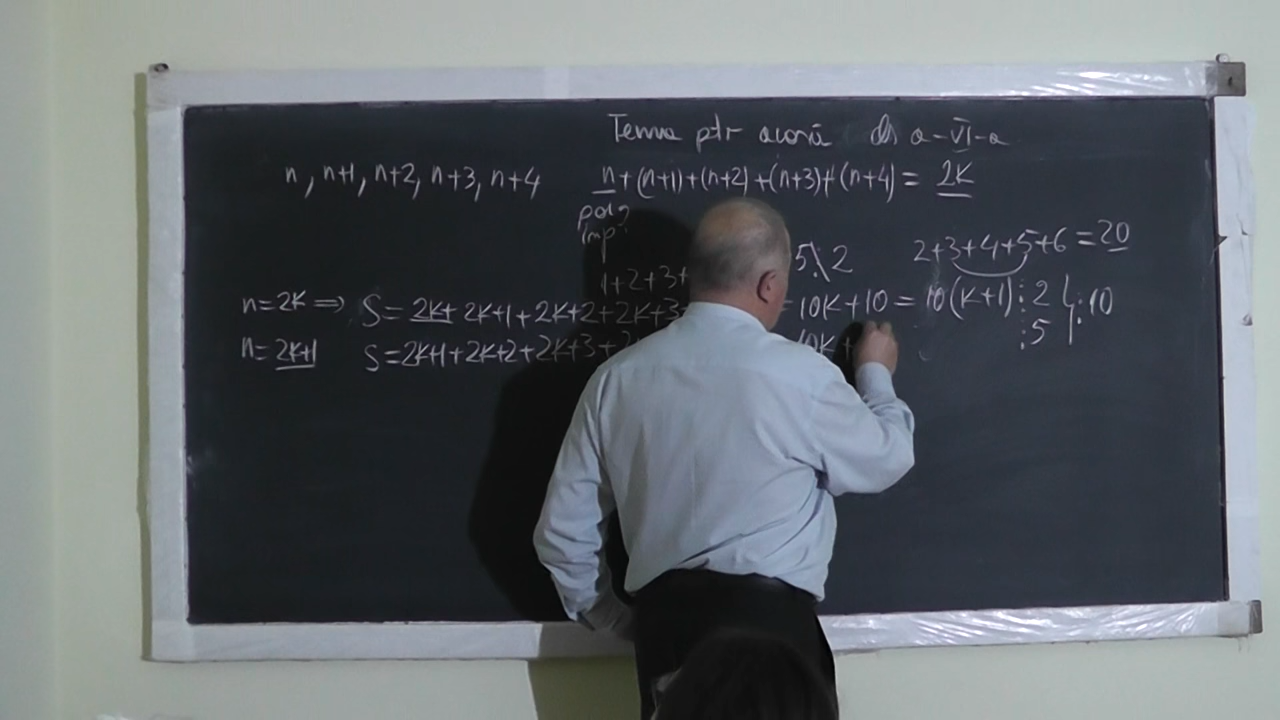 Tema ptr acasă cls a-VI-a
n, n+1, n+2, n+3, n+4 n+(n+1)+(n+2)+(n+3)+(n+4) = 2K
par?
imp?
5\2 2+3+4+5+6 = 20
1+2+3+
n=2K ⇒ S = 2K+2K+1+2K+2+2K+3 = 10K+10 = 10(K+1) ⋮ 2 ⋮ 10
⋮ 5
n=2K+1 S=2K+1+2K+2+2K+3+ 10K+